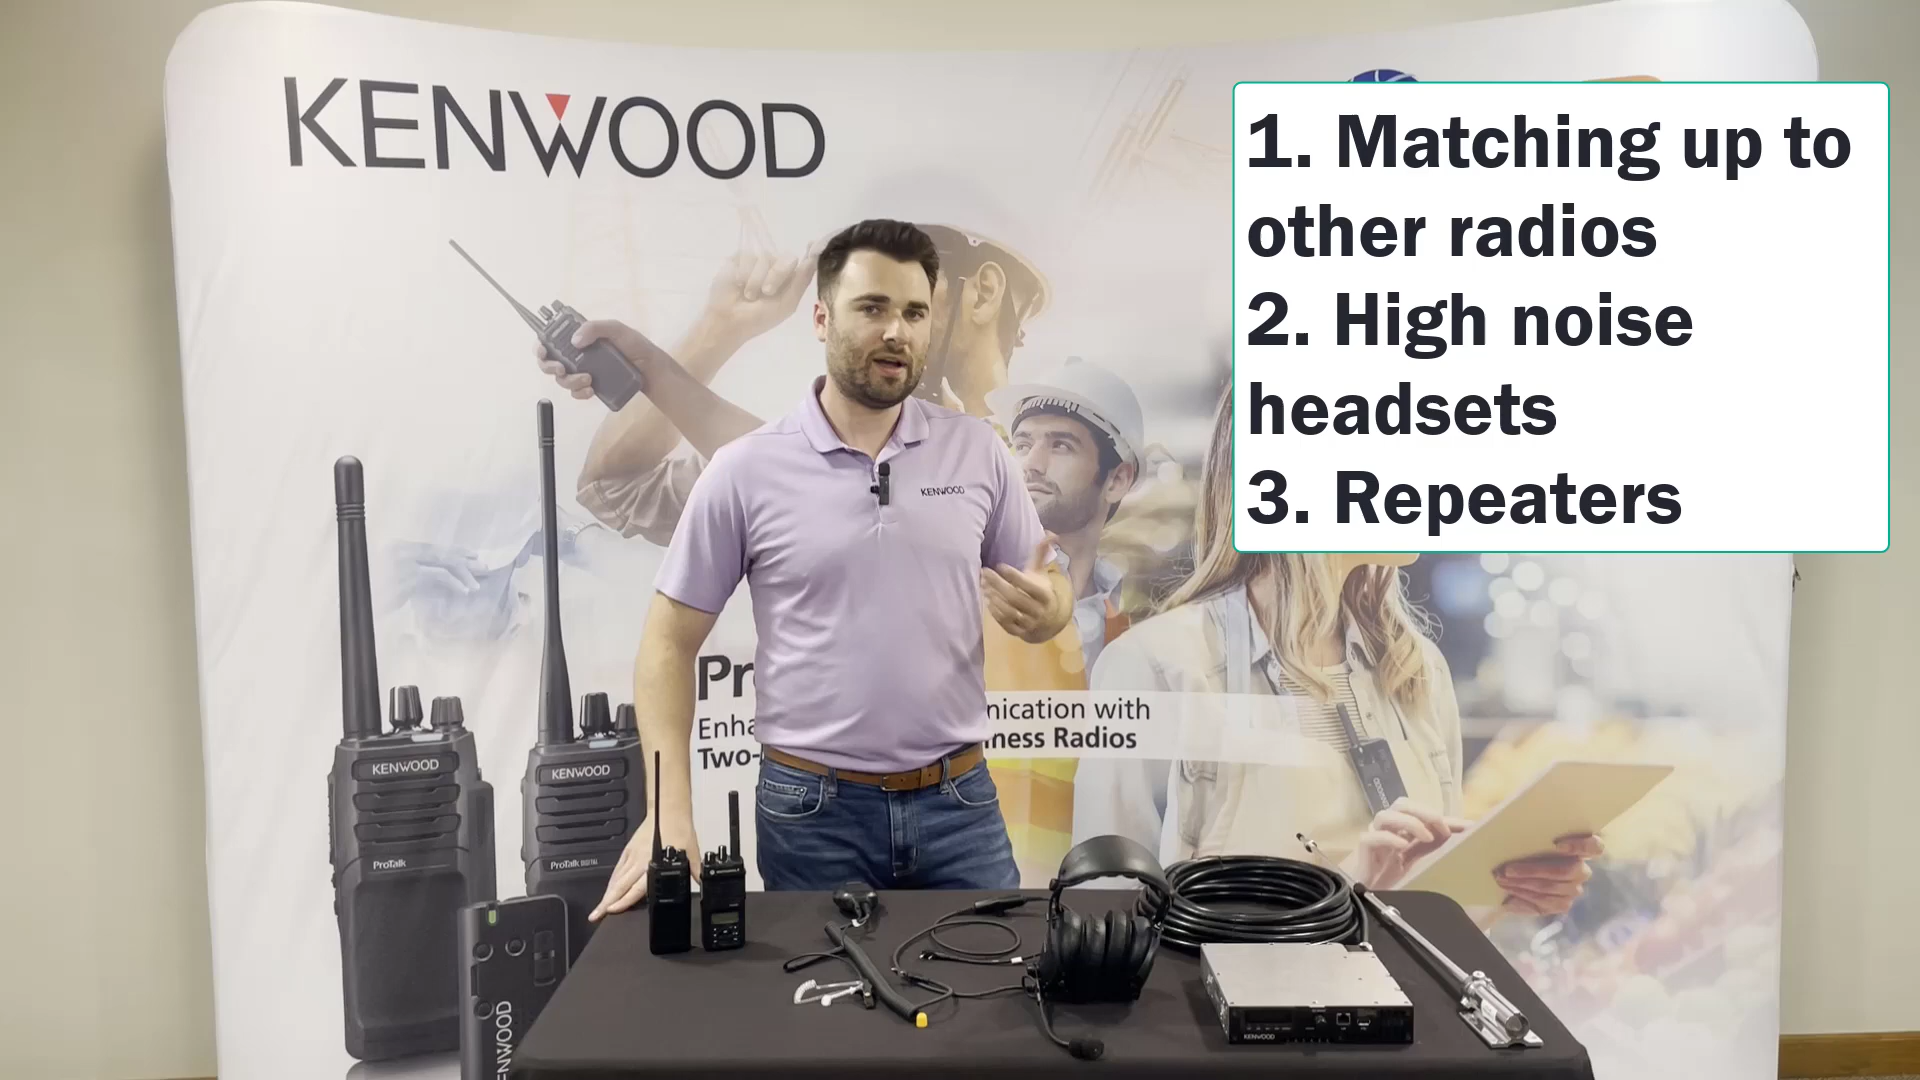 KENWOOD
1. Matching up to
other radios
2. High noise
headsets
3. Repeaters
KENWOOD
Pr
Enha
nication with
Two-
ness Radios
KENWOOD
KENWOOD
ProTalk
ProTalk DIGITAL
KENWOOD
KENWOOD